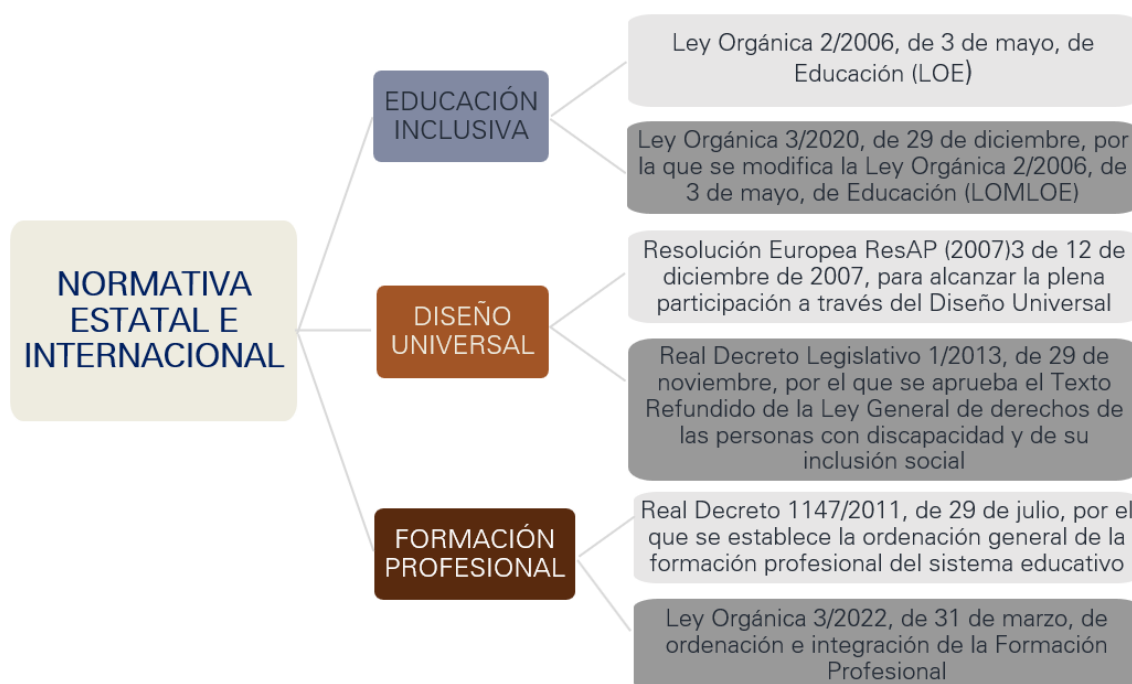 NORMATIVA
ESTATAL E
INTERNACIONAL
EDUCACIÓN
INCLUSIVA
Ley Orgánica 2/2006, de 3 de mayo, de
Educación (LOE)
Ley Orgánica 3/2020, de 29 de diciembre, por
la que se modifica la Ley Orgánica 2/2006, de
3 de mayo, de Educación (LOMLOE)
DISEÑO
UNIVERSAL
Resolución Europea ResAP (2007)3 de 12 de
diciembre de 2007, para alcanzar la plena
participación a través del Diseño Universal
Real Decreto Legislativo 1/2013, de 29 de
noviembre, por el que se aprueba el Texto
Refundido de la Ley General de derechos de
las personas con discapacidad y de su
inclusión social
FORMACIÓN
PROFESIONAL
Real Decreto 1147/2011, de 29 de julio, por el
que se establece la ordenación general de la
formación profesional del sistema educativo
Ley Orgánica 3/2022, de 31 de marzo, de
ordenación e integración de la Formación
Profesional